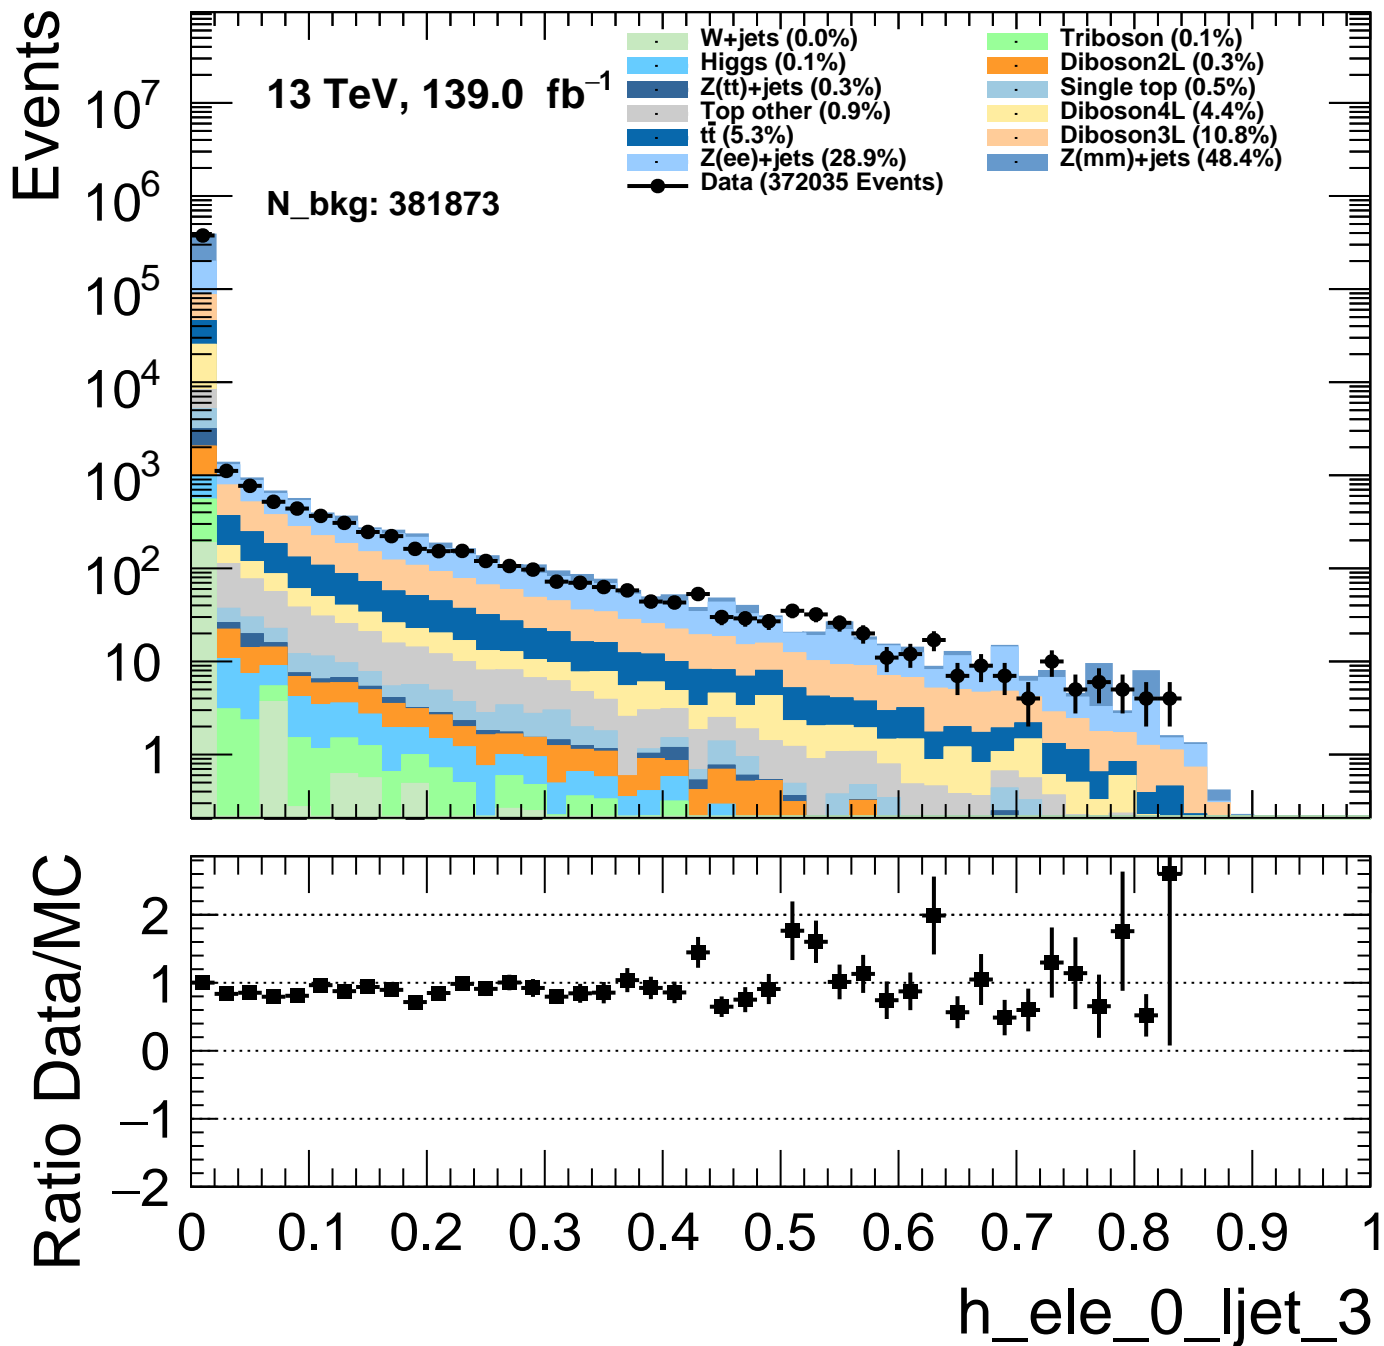 Events
13 TeV, 139.0 fb⁻¹
N_bkg: 381873
W+jets (0.0%)
Higgs (0.1%)
Z(tt)+jets (0.3%)
Top other (0.9%)
tt̄ (5.3%)
Z(ee)+jets (28.9%)
Data (372035 Events)
Triboson (0.1%)
Diboson2L (0.3%)
Single top (0.5%)
Diboson4L (4.4%)
Diboson3L (10.8%)
Z(mm)+jets (48.4%)
10⁷
10⁶
10⁵
10⁴
10³
10²
10
1
Ratio Data/MC
2
1
0
−1
−2
0 0.1 0.2 0.3 0.4 0.5 0.6 0.7 0.8 0.9 1
h_ele_0_ljet_3